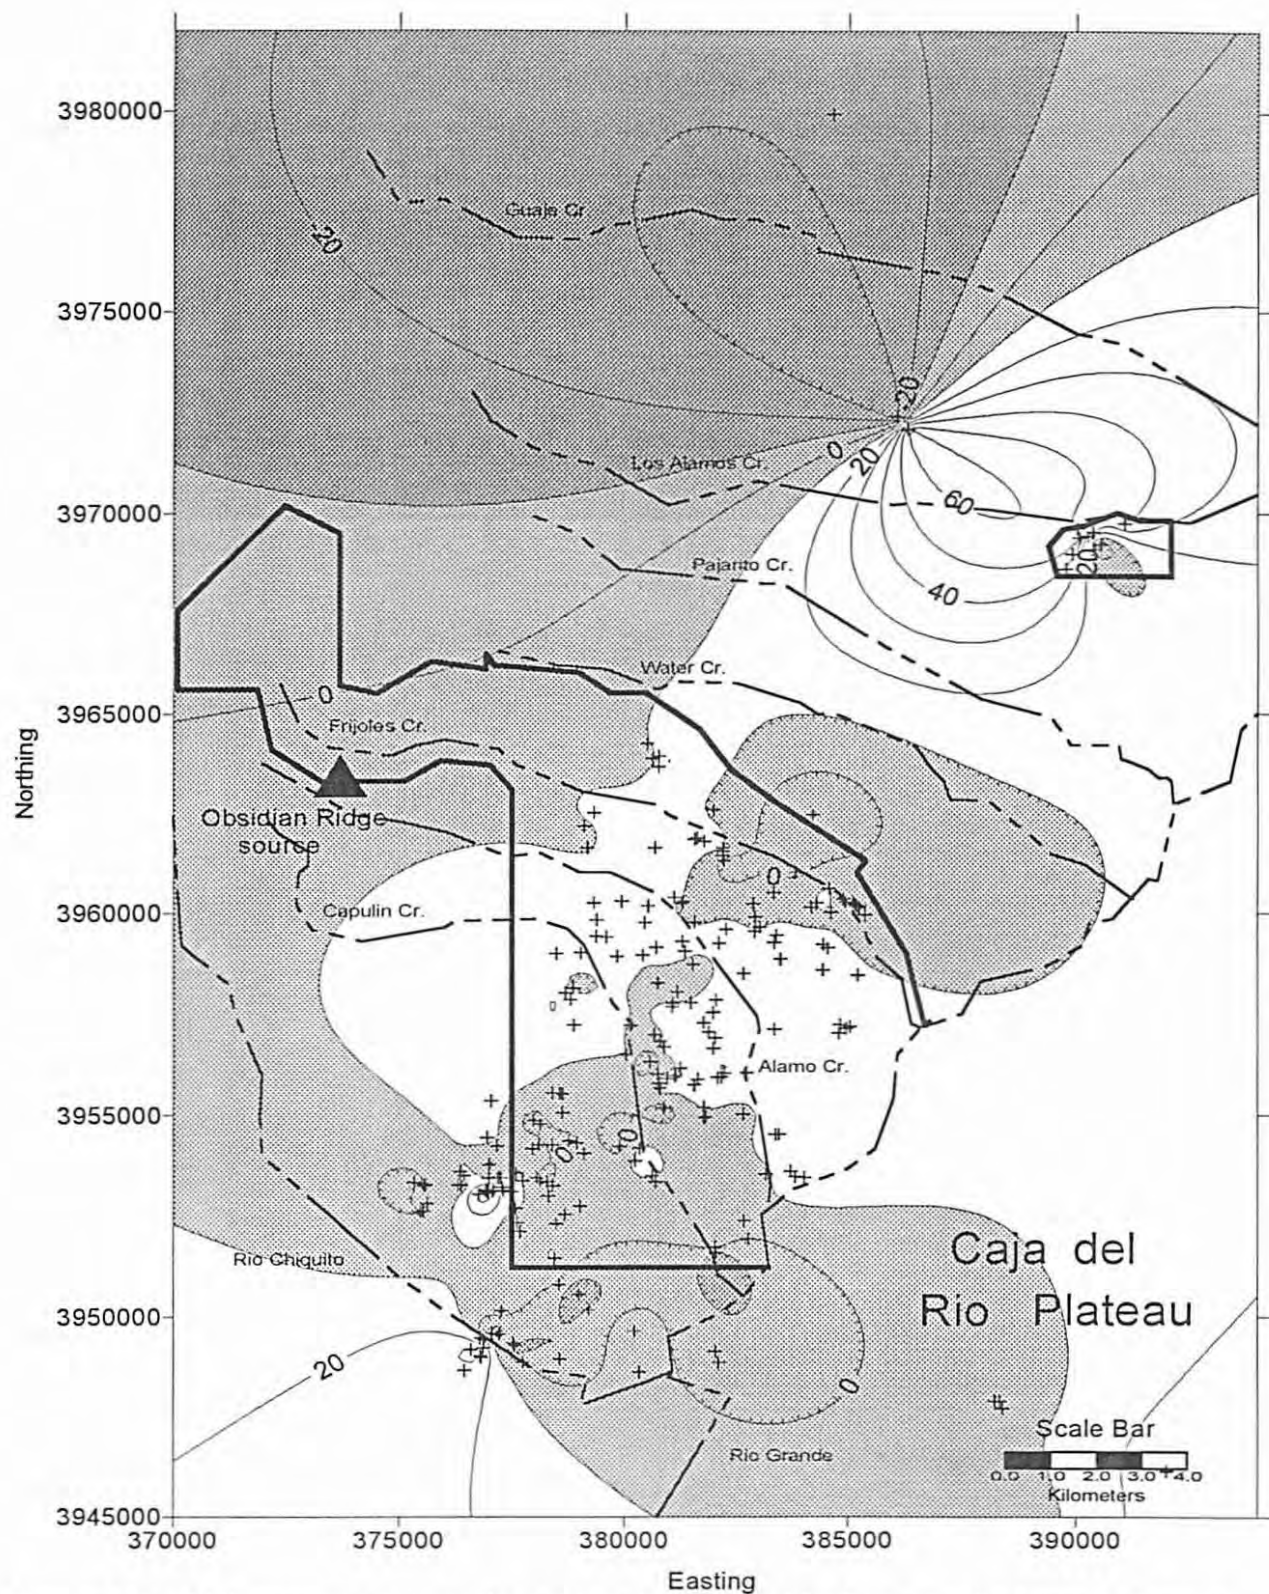 3980000
Guaje Cr.
-20
3975000
-20
0
20
Los Alamos Cr.
3970000
60
Pajarito Cr.
20
40
Water Cr.
3965000
0
Frijoles Cr.
Northing
Obsidian Ridge
source
0
3960000
Capulin Cr.
Alamo Cr.
3955000
0
0
Caja del
Rio Plateau
Rio Chiquito
3950000
20
0
Scale Bar
Rio Grande
0.0 1.0 2.0 3.0 4.0
Kilometers
3945000
370000 375000 380000 385000 390000
Easting